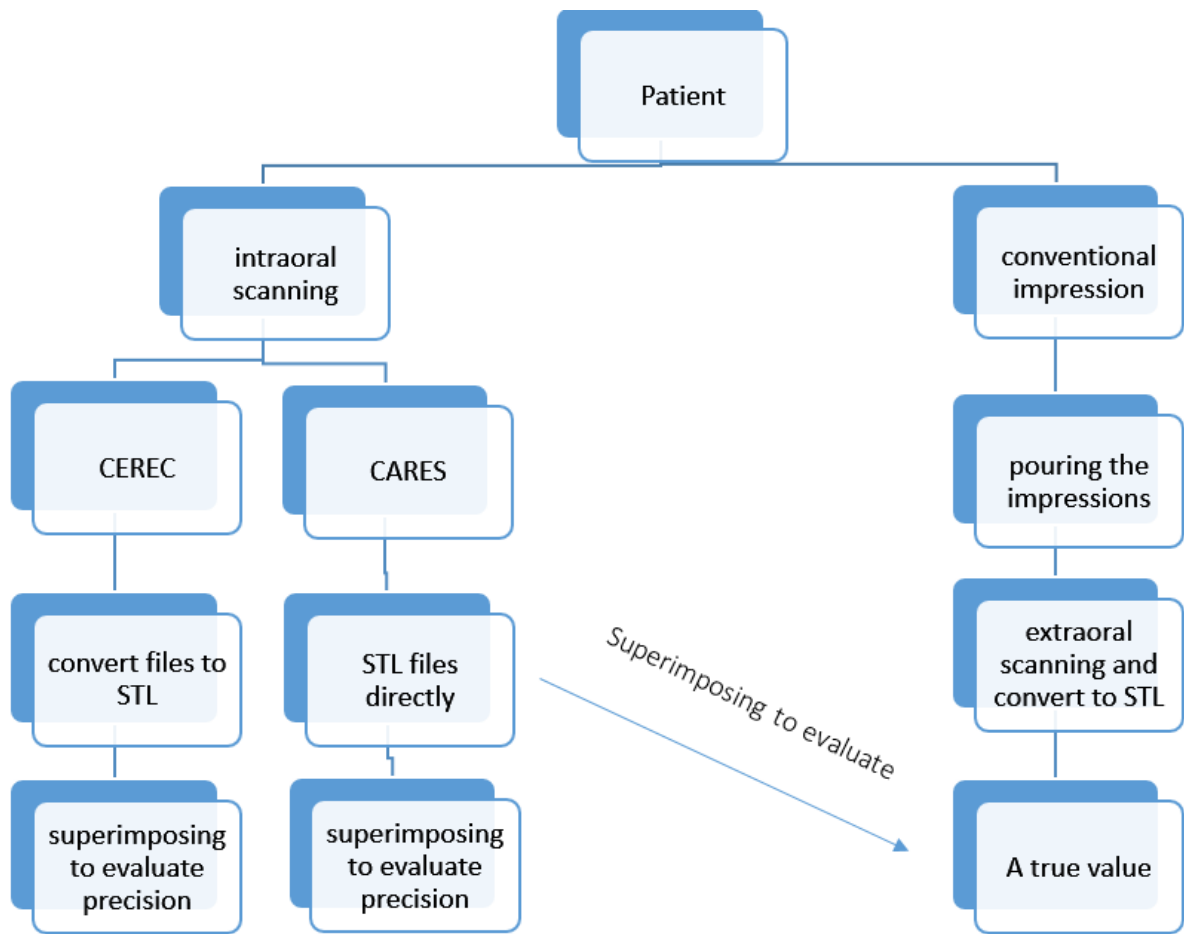 Patient
intraoral
scanning
conventional
impression
CEREC
CARES
pouring the
impressions
convert files to
STL
STL files
directly
extraoral
scanning and
convert to STL
Superimposing to evaluate
superimposing
to evaluate
precision
superimposing
to evaluate
precision
A true value